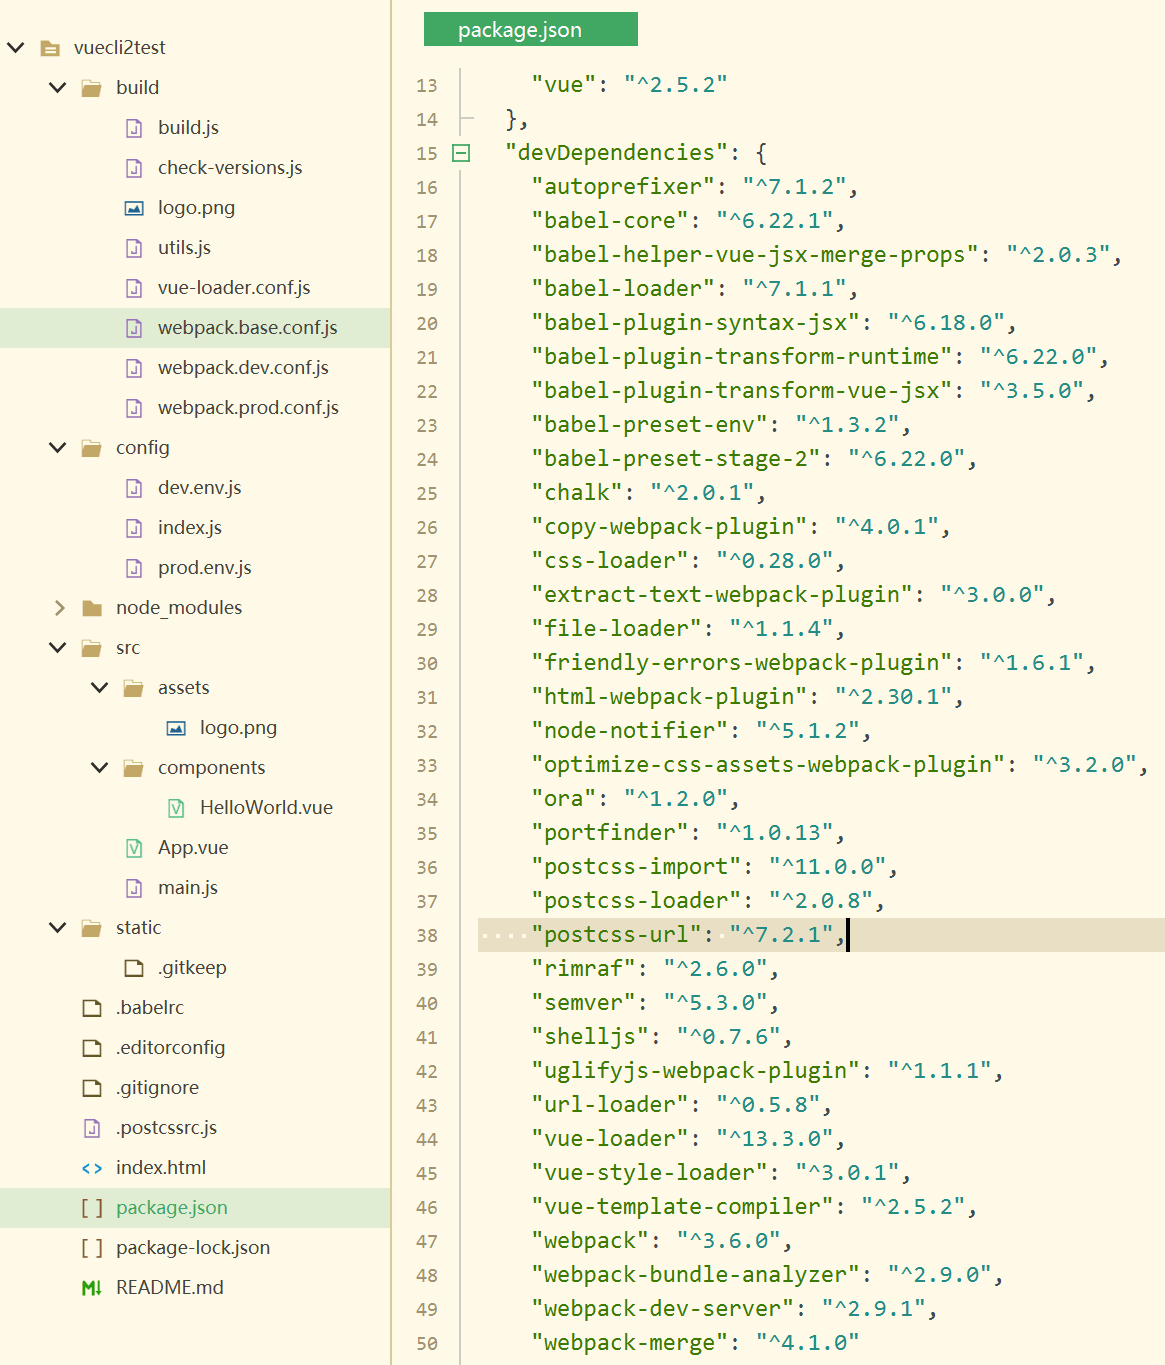 vuecli2test
build
build.js
check-versions.js
logo.png
utils.js
vue-loader.conf.js
webpack.base.conf.js
webpack.dev.conf.js
webpack.prod.conf.js
config
dev.env.js
index.js
prod.env.js
node_modules
src
assets
logo.png
components
HelloWorld.vue
App.vue
main.js
static
.gitkeep
.babelrc
.editorconfig
.gitignore
.postcssrc.js
index.html
package.json
package-lock.json
README.md
package.json
13 "vue": "^2.5.2"
14 },
15 "devDependencies": {
16 "autoprefixer": "^7.1.2",
17 "babel-core": "^6.22.1",
18 "babel-helper-vue-jsx-merge-props": "^2.0.3",
19 "babel-loader": "^7.1.1",
20 "babel-plugin-syntax-jsx": "^6.18.0",
21 "babel-plugin-transform-runtime": "^6.22.0",
22 "babel-plugin-transform-vue-jsx": "^3.5.0",
23 "babel-preset-env": "^1.3.2",
24 "babel-preset-stage-2": "^6.22.0",
25 "chalk": "^2.0.1",
26 "copy-webpack-plugin": "^4.0.1",
27 "css-loader": "^0.28.0",
28 "extract-text-webpack-plugin": "^3.0.0",
29 "file-loader": "^1.1.4",
30 "friendly-errors-webpack-plugin": "^1.6.1",
31 "html-webpack-plugin": "^2.30.1",
32 "node-notifier": "^5.1.2",
33 "optimize-css-assets-webpack-plugin": "^3.2.0",
34 "ora": "^1.2.0",
35 "portfinder": "^1.0.13",
36 "postcss-import": "^11.0.0",
37 "postcss-loader": "^2.0.8",
38 "postcss-url": "^7.2.1",
39 "rimraf": "^2.6.0",
40 "semver": "^5.3.0",
41 "shelljs": "^0.7.6",
42 "uglifyjs-webpack-plugin": "^1.1.1",
43 "url-loader": "^0.5.8",
44 "vue-loader": "^13.3.0",
45 "vue-style-loader": "^3.0.1",
46 "vue-template-compiler": "^2.5.2",
47 "webpack": "^3.6.0",
48 "webpack-bundle-analyzer": "^2.9.0",
49 "webpack-dev-server": "^2.9.1",
50 "webpack-merge": "^4.1.0"